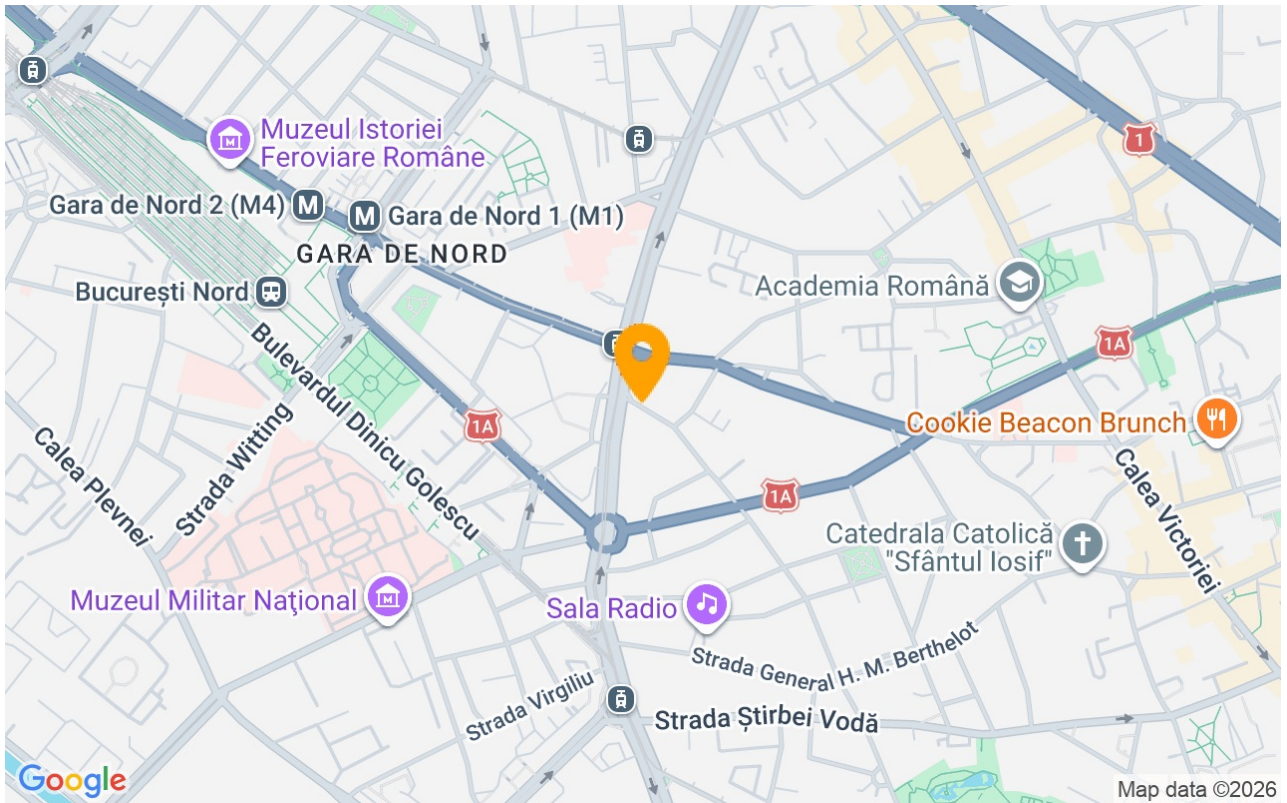 1
Muzeul Istoriei
Feroviare Române
Gara de Nord 2 (M4)
M
M
Gara de Nord 1 (M1)
GARA DE NORD
București Nord
Academia Română
1A
Bulevardul Dinicu Golescu
1A
Cookie Beacon Brunch
Strada Witting
Calea Plevnei
1A
Calea Victoriei
Catedrala Catolică
"Sfântul Iosif"
Muzeul Militar Naţional
Sala Radio
Strada General H. M. Berthelot
Strada Virgiliu
Strada Știrbei Vodă
Google
Map data ©2026